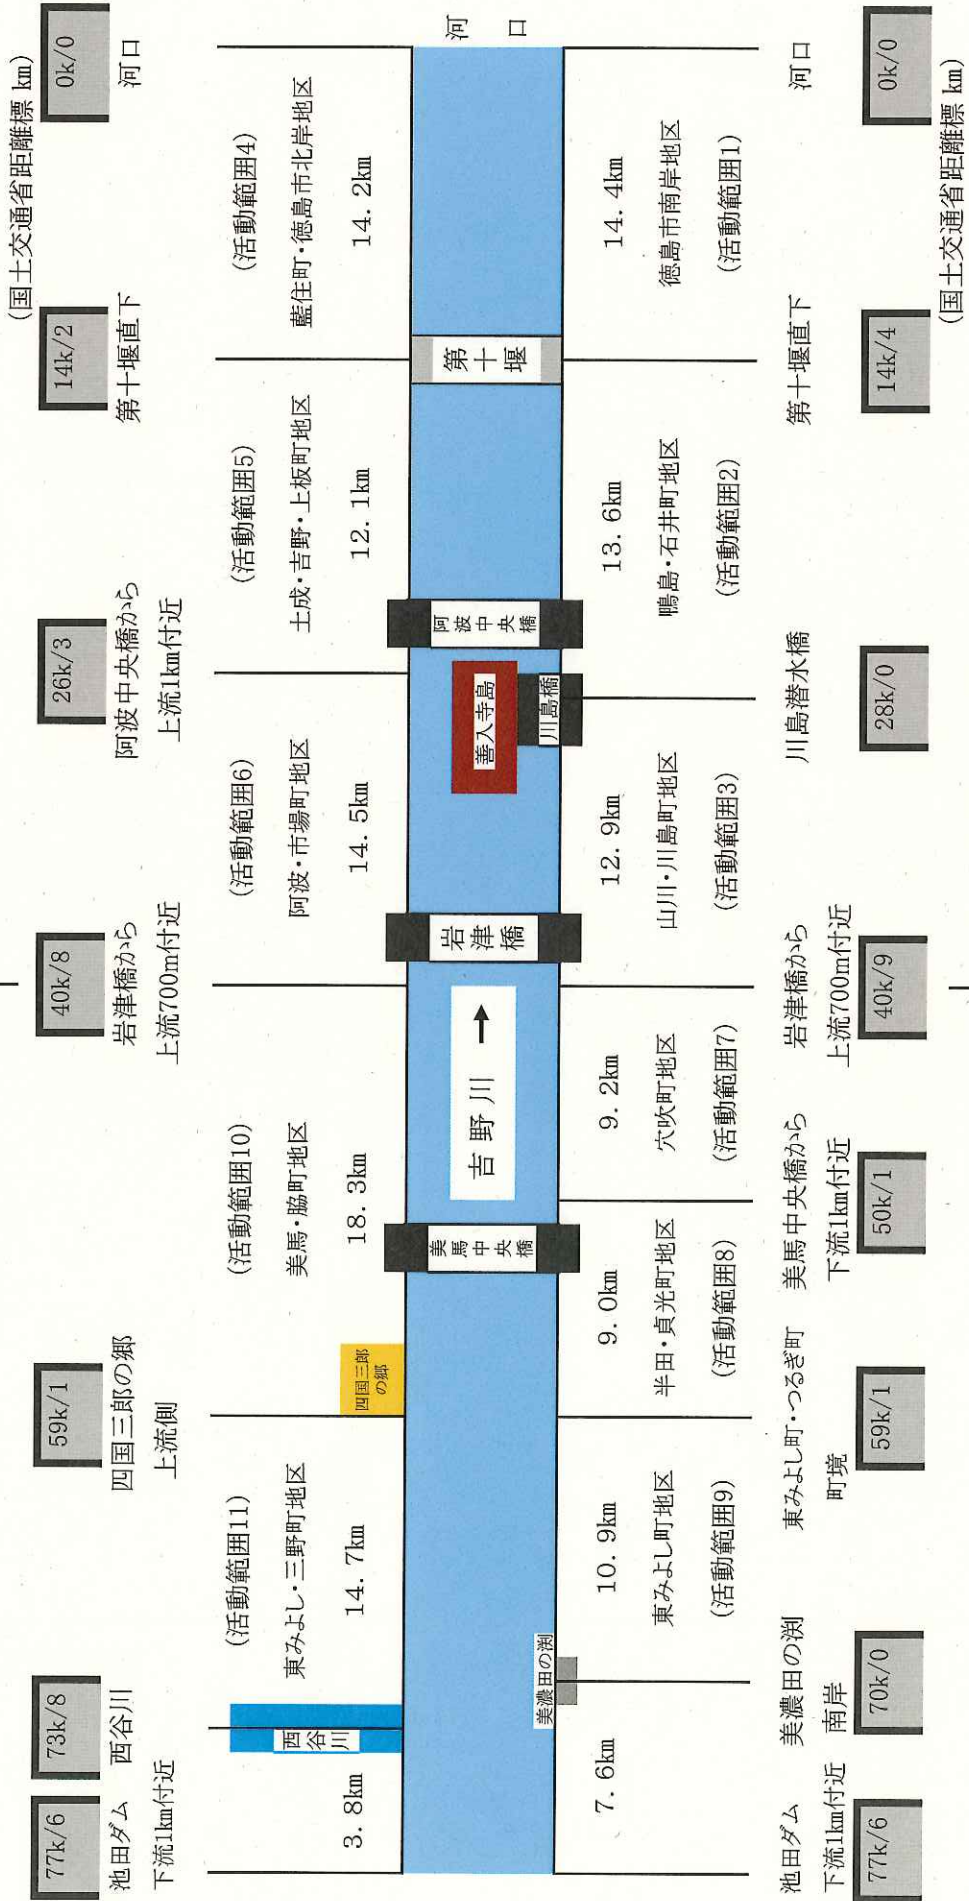 (国土交通省距離標 km)
77k/6
73k/8
59k/1
40k/8
26k/3
14k/2
0k/0
池田ダム
下流1km付近
西谷川
四国三郎の郷
上流側
岩津橋から
上流700m付近
阿波中央橋から
上流1km付近
第十堰直下
河口
(活動範囲11)
東みよし・三野町地区
14.7km
(活動範囲10)
美馬・脇町地区
18.3km
(活動範囲6)
阿波・市場町地区
14.5km
(活動範囲5)
土成・吉野・上板町地区
12.1km
(活動範囲4)
藍住町・徳島市北岸地区
14.2km
3.8km
西谷川
四国三郎
の郷
美馬中央橋
吉野川
→
岩津橋
善入寺島
川島橋
阿波中央橋
第十堰
河口
美濃田の渕
7.6km
10.9km
東みよし町地区
(活動範囲9)
9.0km
半田・貞光町地区
(活動範囲8)
9.2km
穴吹町地区
(活動範囲7)
12.9km
山川・川島町地区
(活動範囲3)
13.6km
鴨島・石井町地区
(活動範囲2)
14.4km
徳島市南岸地区
(活動範囲1)
池田ダム
下流1km付近
美濃田の渕
南岸
東みよし町・つるぎ町
町境
美馬中央橋から
下流1km付近
岩津橋から
上流700m付近
川島潜水橋
第十堰直下
河口
77k/6
70k/0
59k/1
50k/1
40k/9
28k/0
14k/4
0k/0
(国土交通省距離標 km)